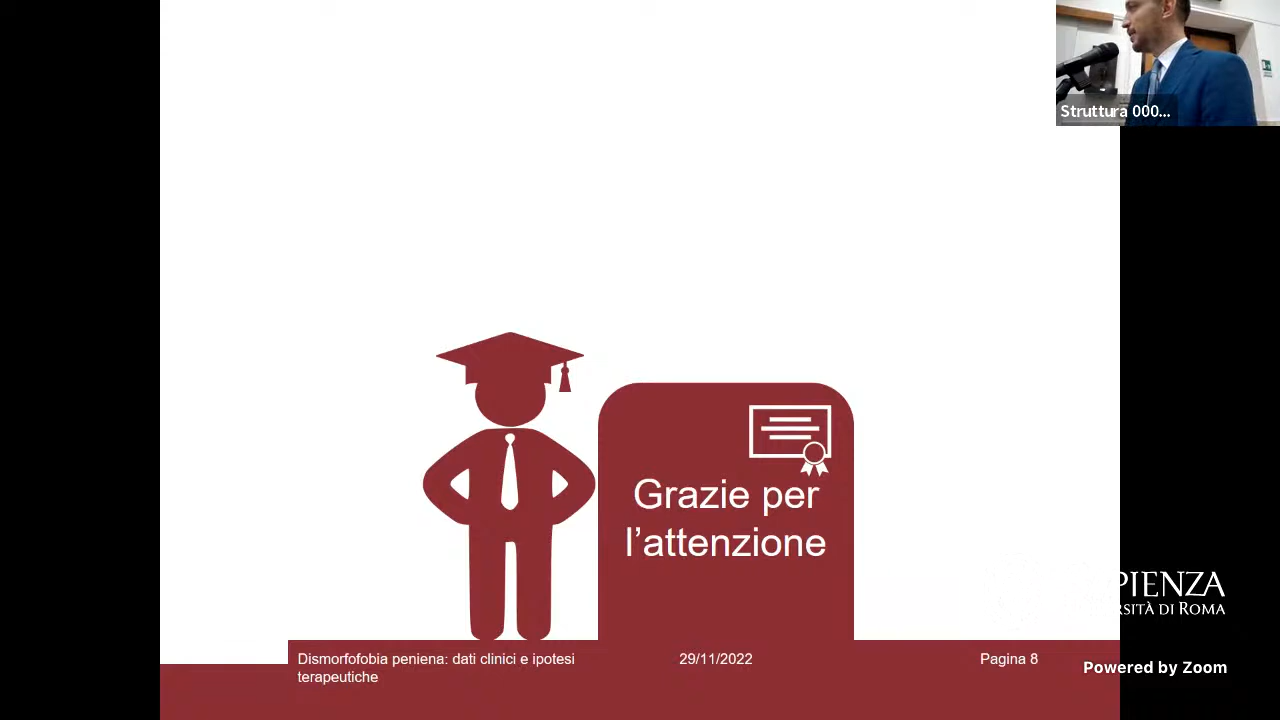 Struttura 000...
Grazie per
l’attenzione
PIENZA
RSITÀ DI ROMA
Dismorfofobia peniena: dati clinici e ipotesi
terapeutiche
29/11/2022
Pagina 8
Powered by Zoom